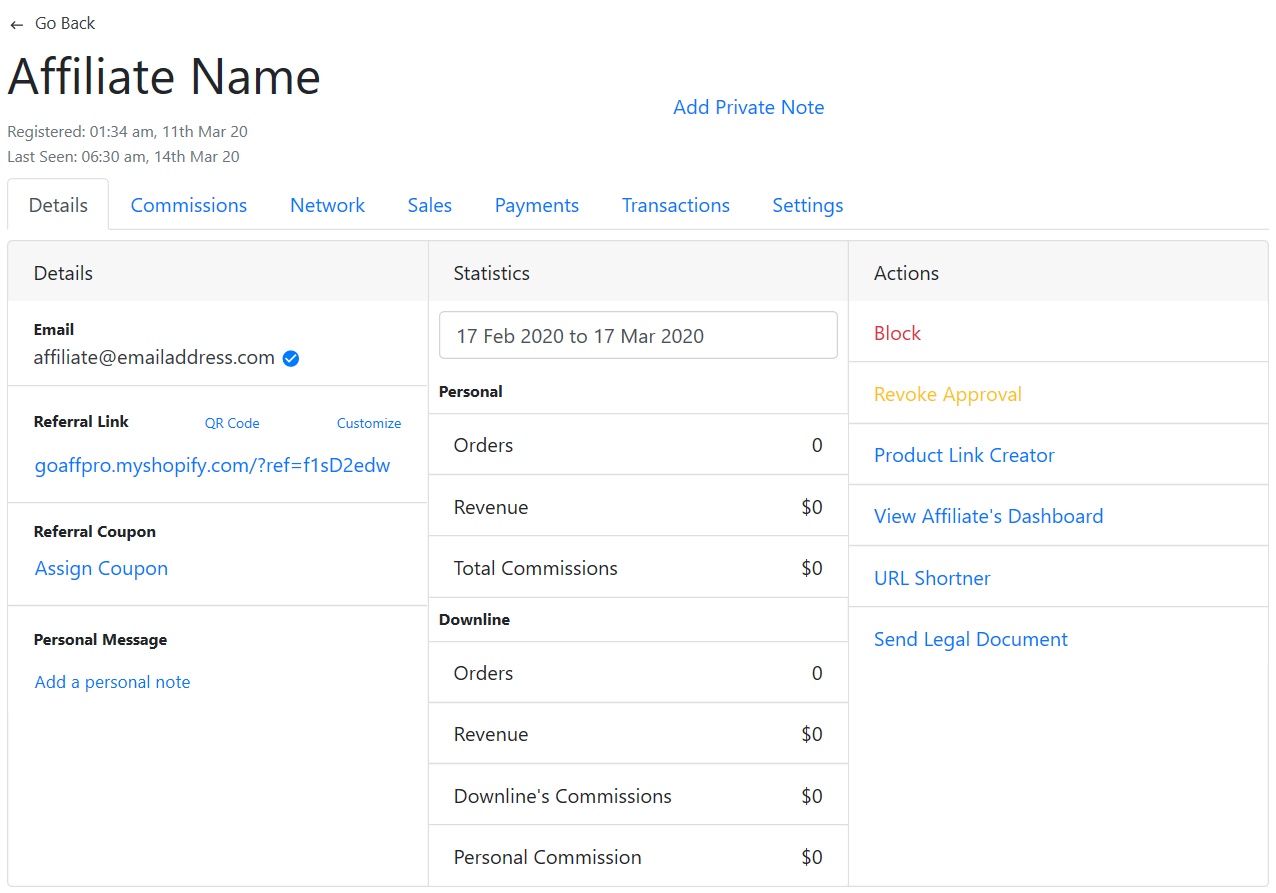 ← Go Back
Affiliate Name
Add Private Note
Registered: 01:34 am, 11th Mar 20
Last Seen: 06:30 am, 14th Mar 20
Details Commissions Network Sales Payments Transactions Settings
Details
Email
affiliate@emailaddress.com
Referral Link QR Code Customize
goaffpro.myshopify.com/?ref=f1sD2edw
Referral Coupon
Assign Coupon
Personal Message
Add a personal note
Statistics
17 Feb 2020 to 17 Mar 2020
Personal
Orders 0
Revenue $0
Total Commissions $0
Downline
Orders 0
Revenue $0
Downline's Commissions $0
Personal Commission $0
Actions
Block
Revoke Approval
Product Link Creator
View Affiliate's Dashboard
URL Shortner
Send Legal Document